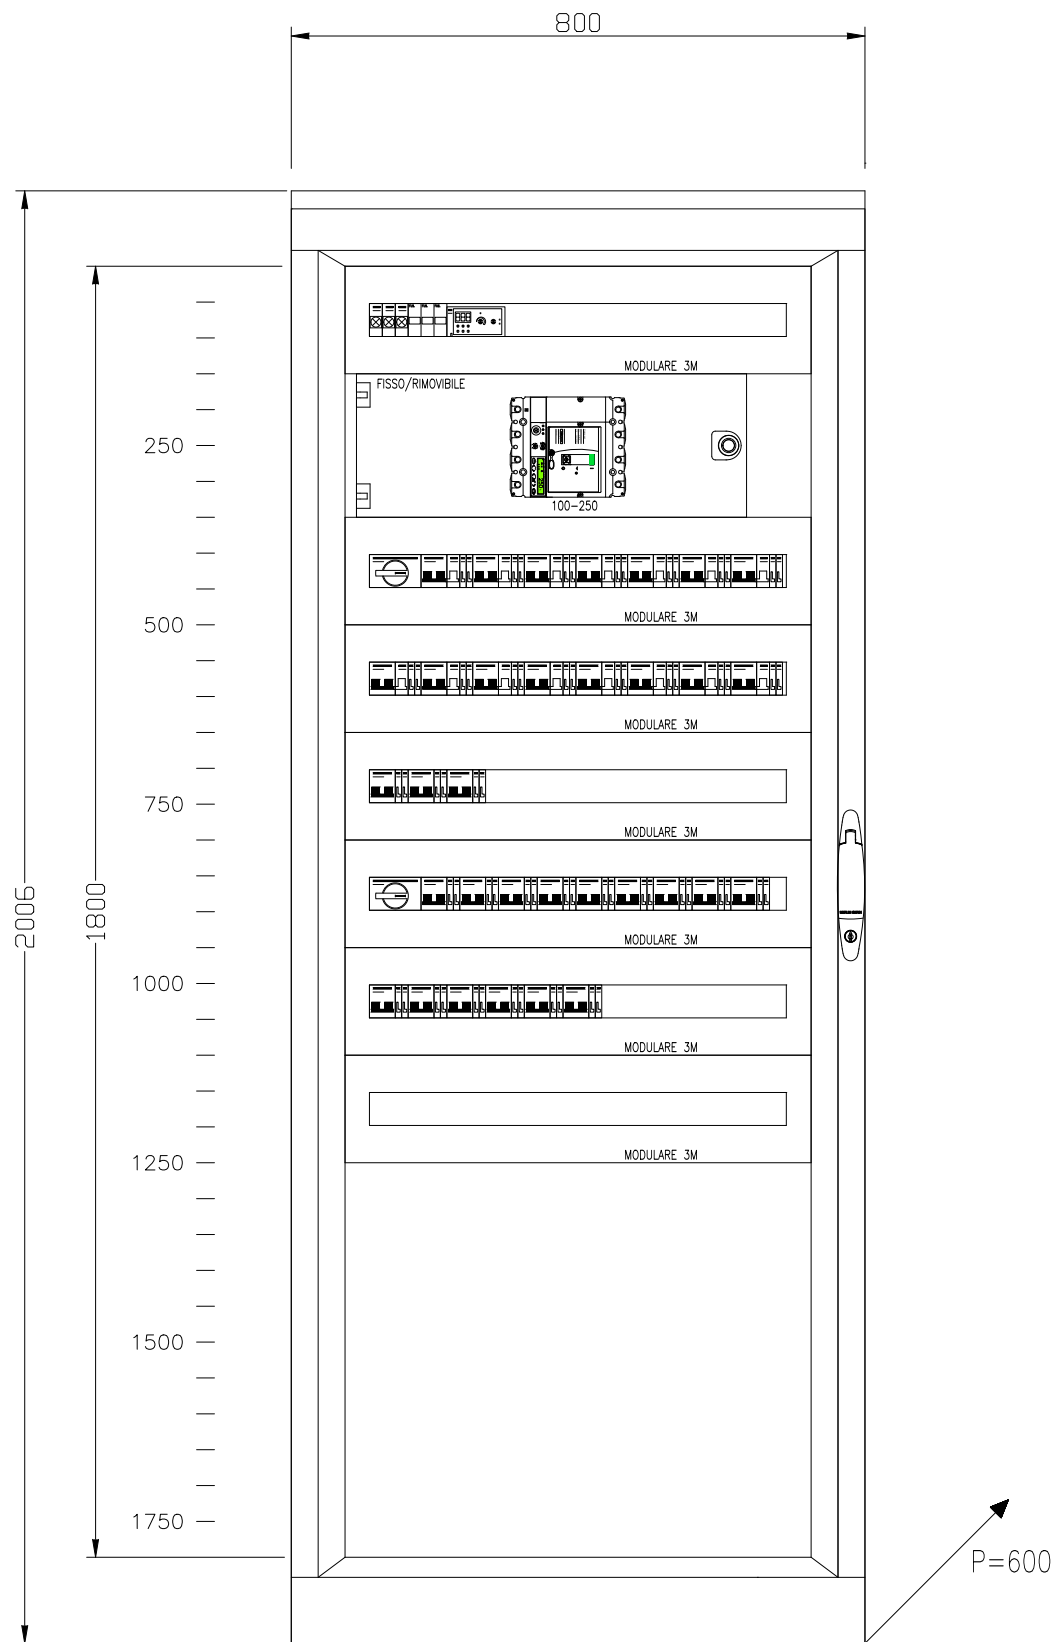 800
MODULARE 3M
FISSO/RIMOVIBILE
250
100-250
MODULARE 3M
500
MODULARE 3M
750
MODULARE 3M
2006
1800
MODULARE 3M
1000
MODULARE 3M
1250
MODULARE 3M
1500
1750
P=600